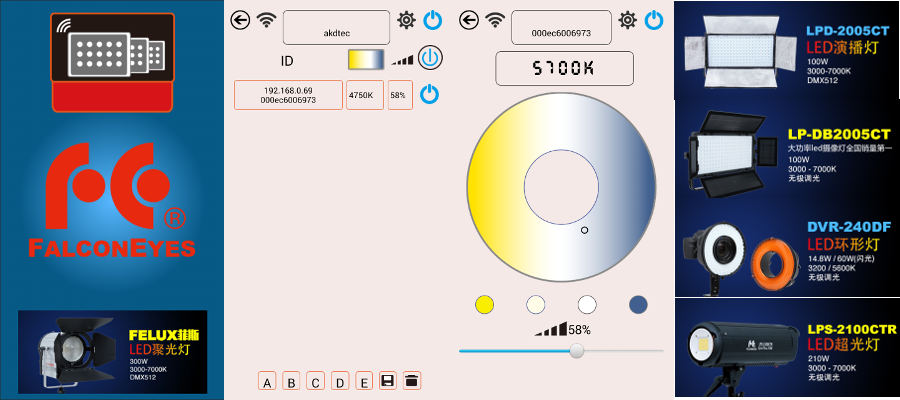 FC
®
FALCONEYES
FELUX菲斯
LED聚光灯
300W
3000-7000K
DMX512
akdtec
ID
192.168.0.69
000ec6006973
4750K
58%
A B C D E
000ec6006973
5700K
58%
LPD-2005CT
LED演播灯
100W
3000-7000K
DMX512
LP-DB2005CT
大功率led摄像灯全国销量第一
100W
3000 - 7000K
无极调光
DVR-240DF
LED环形灯
14.8W / 60W(闪光)
3200 / 5600K
无极调光
LPS-2100CTR
LED超光灯
210W
3000 - 7000K
无极调光